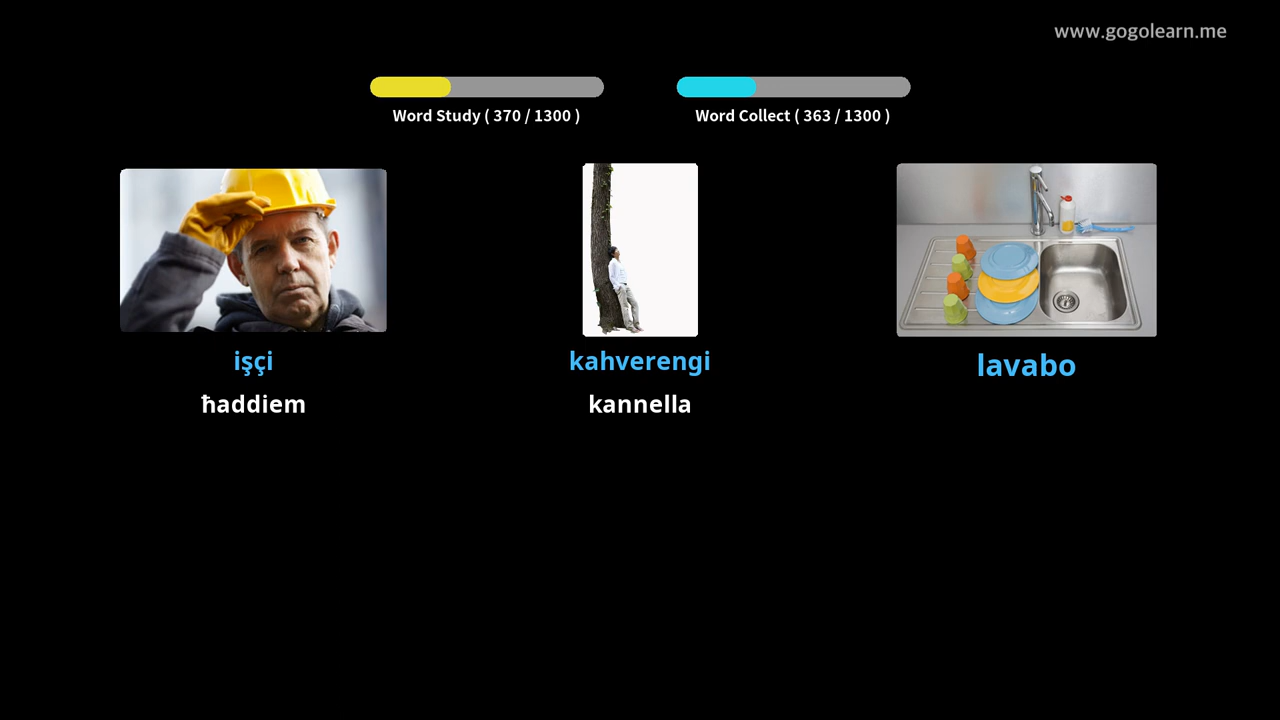 www.gogolearn.me
Word Study ( 370 / 1300 )
Word Collect ( 363 / 1300 )
işçi
ħaddiem
kahverengi
kannella
lavabo